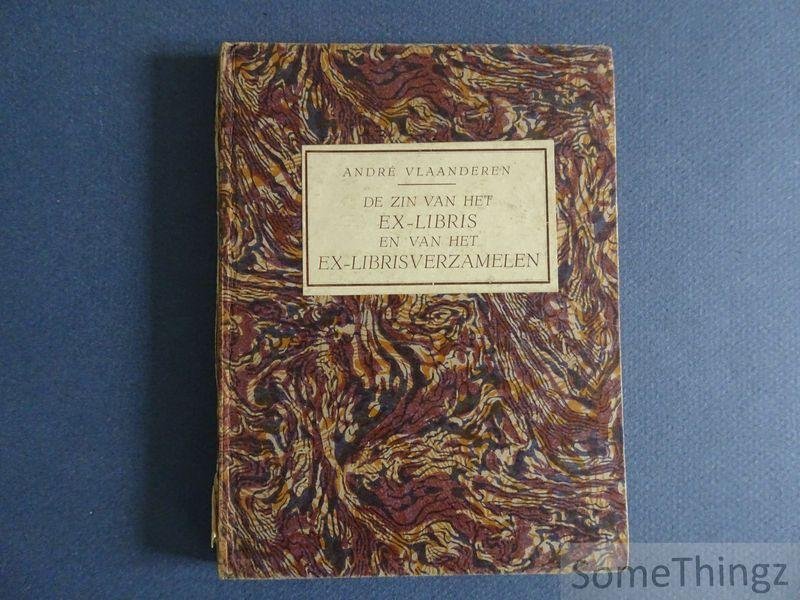 ANDRÉ VLAANDEREN
DE ZIN VAN HET
EX-LIBRIS
EN VAN HET
EX-LIBRISVERZAMELEN
SomeThingz